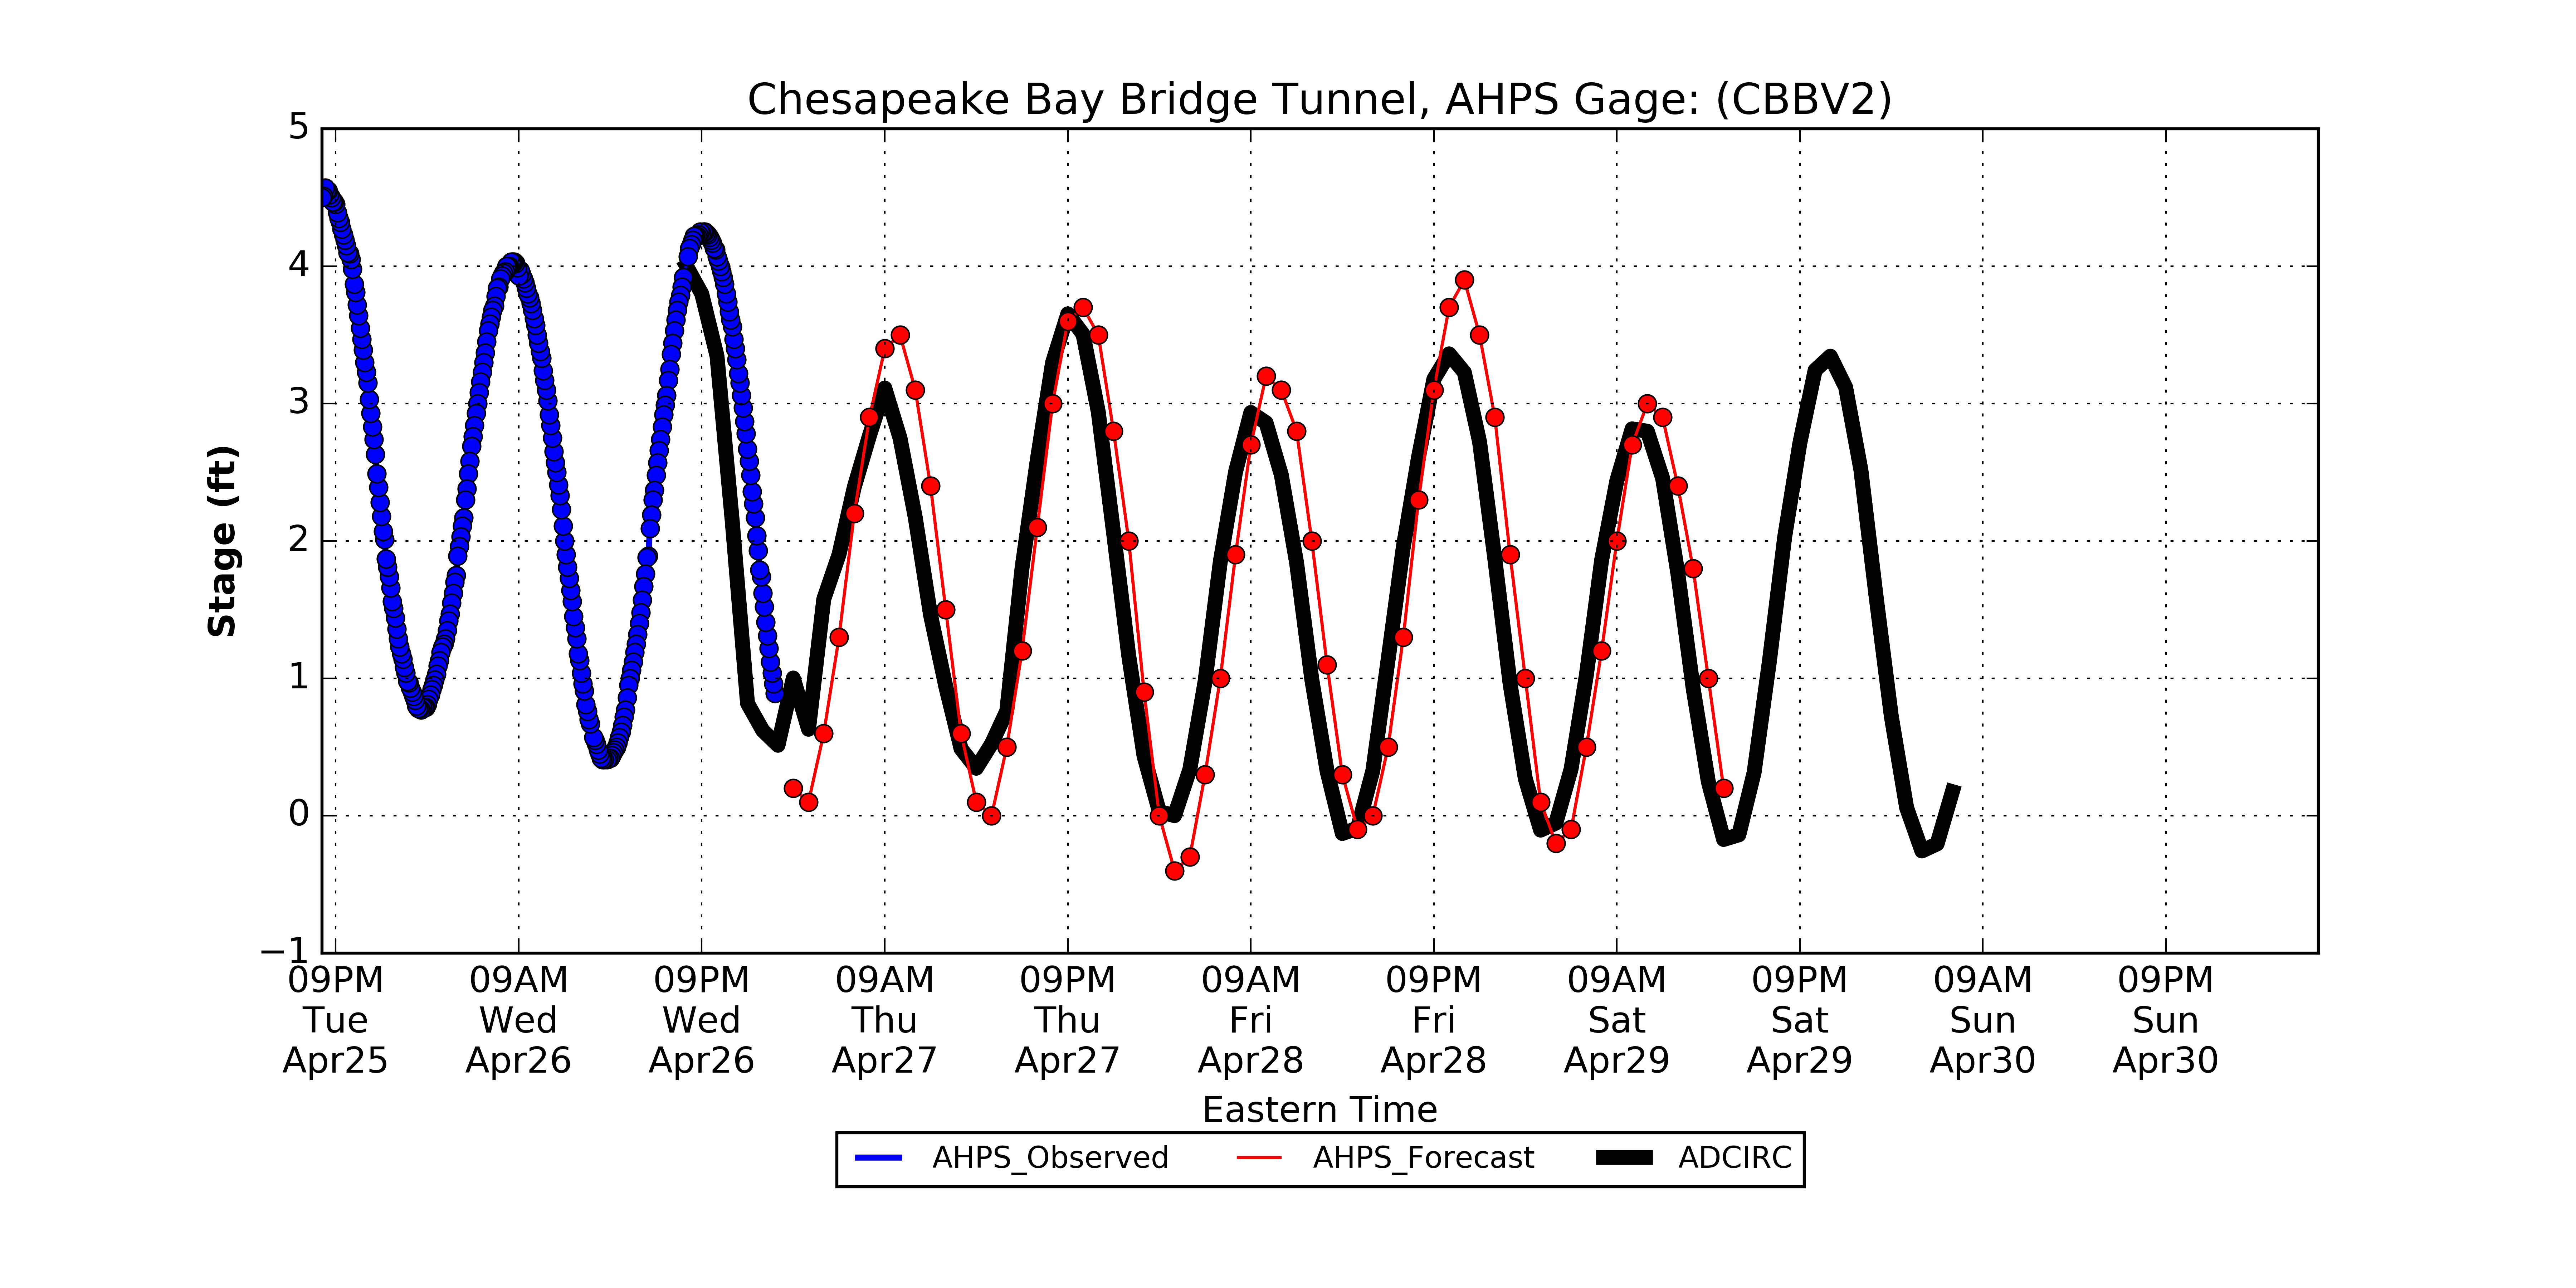 Chesapeake Bay Bridge Tunnel, AHPS Gage: (CBBV2)
5
4
3
2
1
0
−1
Stage (ft)
09PM 09AM 09PM 09AM 09PM 09AM 09PM 09AM 09PM 09AM 09PM
Tue Wed Wed Thu Thu Fri Fri Sat Sat Sun Sun
Apr25 Apr26 Apr26 Apr27 Apr27 Apr28 Apr28 Apr29 Apr29 Apr30 Apr30
Eastern Time
AHPS_Observed AHPS_Forecast ADCIRC